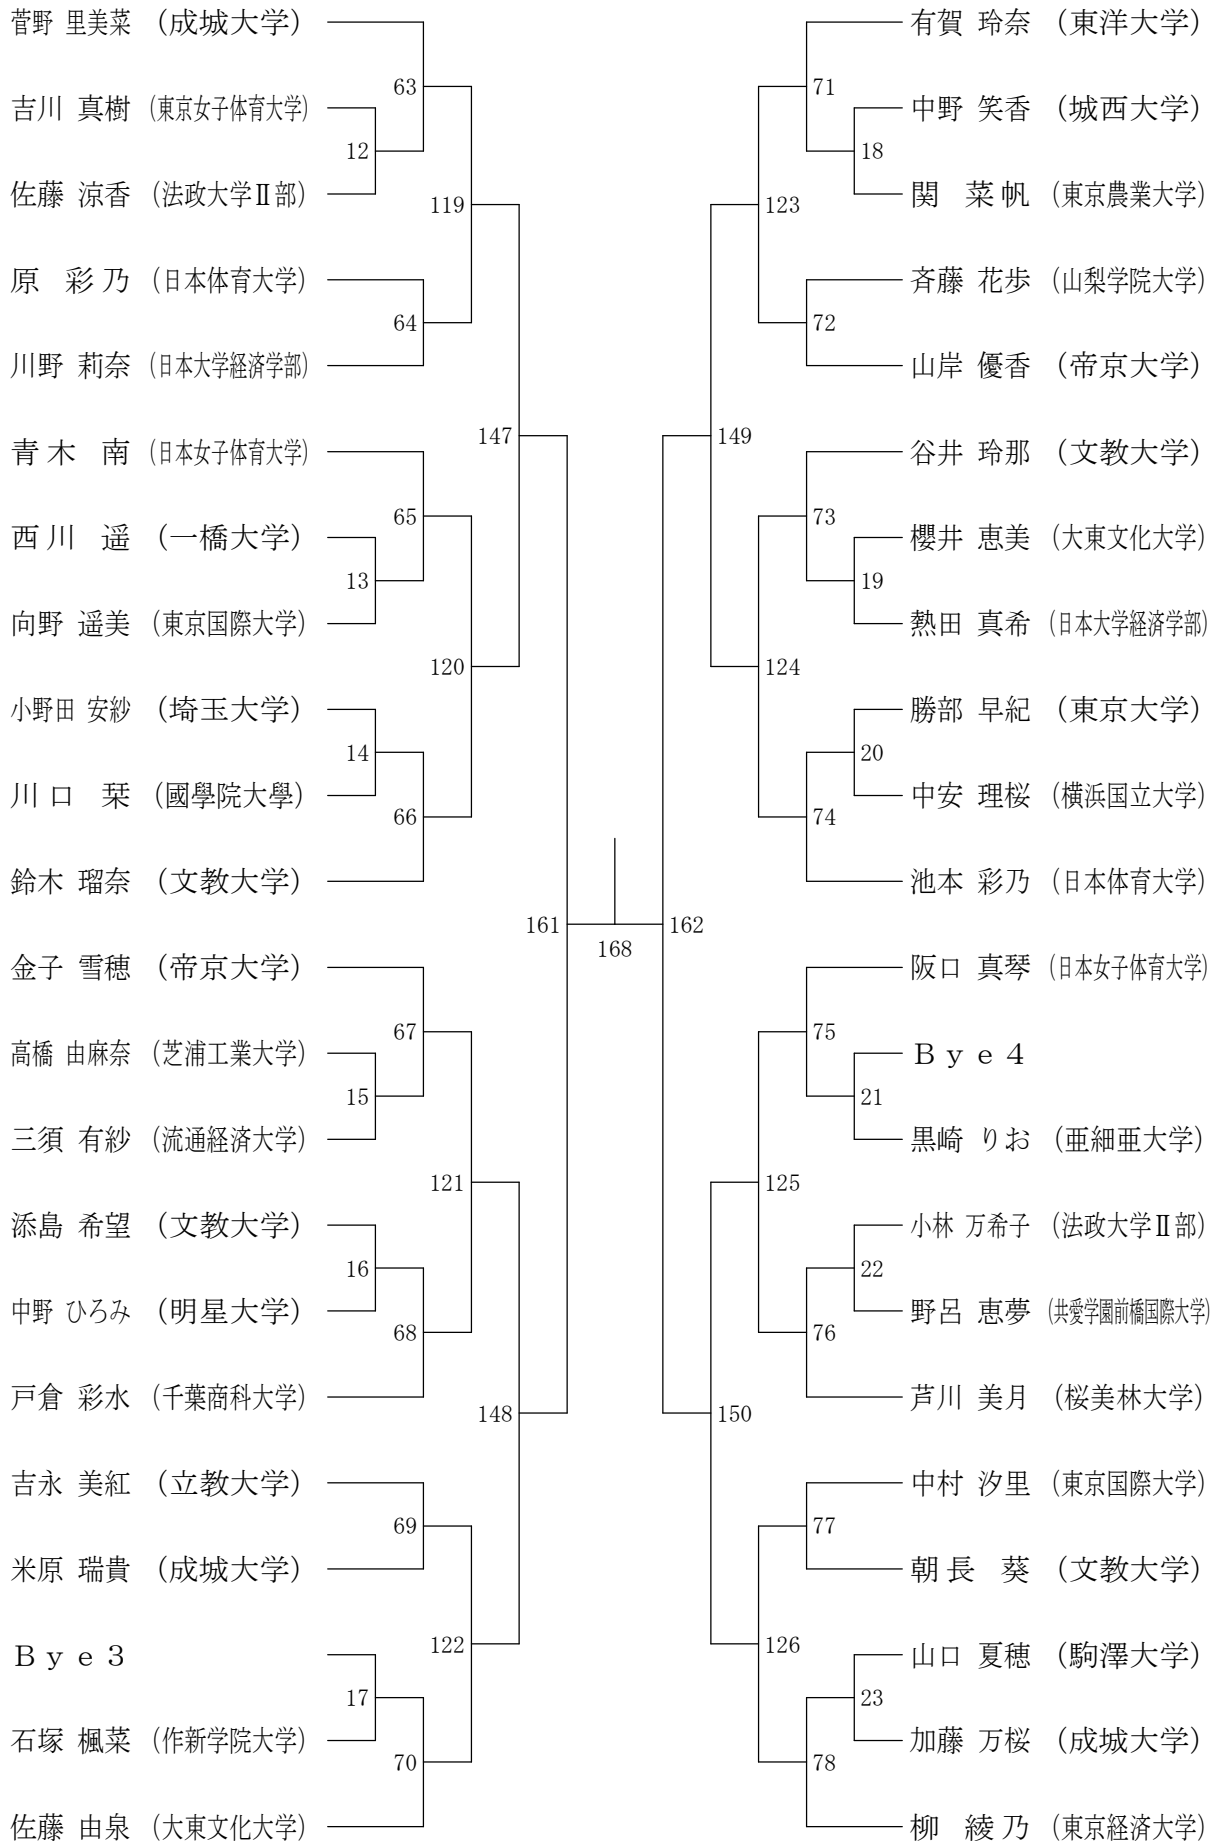 菅野 里美菜 (成城大学)
63
吉川 真樹 (東京女子体育大学)
12
佐藤 涼香 (法政大学Ⅱ部)
119
原 彩乃 (日本体育大学)
64
川野 莉奈 (日本大学経済学部)
147
青木 南 (日本女子体育大学)
65
西川 遥 (一橋大学)
13
向野 遥美 (東京国際大学)
120
小野田 安紗 (埼玉大学)
14
川口 栞 (國學院大學)
66
鈴木 瑠奈 (文教大学)
161
金子 雪穂 (帝京大学)
67
高橋 由麻奈 (芝浦工業大学)
15
三須 有紗 (流通経済大学)
121
添島 希望 (文教大学)
16
中野 ひろみ (明星大学)
68
戸倉 彩水 (千葉商科大学)
148
吉永 美紅 (立教大学)
69
米原 瑞貴 (成城大学)
122
Bye3
17
石塚 楓菜 (作新学院大学)
70
佐藤 由泉 (大東文化大学)
168
有賀 玲奈 (東洋大学)
71
中野 笑香 (城西大学)
18
関 菜帆 (東京農業大学)
123
斉藤 花歩 (山梨学院大学)
72
山岸 優香 (帝京大学)
149
谷井 玲那 (文教大学)
73
櫻井 恵美 (大東文化大学)
19
熱田 真希 (日本大学経済学部)
124
勝部 早紀 (東京大学)
20
中安 理桜 (横浜国立大学)
74
池本 彩乃 (日本体育大学)
162
阪口 真琴 (日本女子体育大学)
75
Bye4
21
黒崎 りお (亜細亜大学)
125
小林 万希子 (法政大学Ⅱ部)
22
野呂 恵夢 (共愛学園前橋国際大学)
76
芦川 美月 (桜美林大学)
150
中村 汐里 (東京国際大学)
77
朝長 葵 (文教大学)
126
山口 夏穂 (駒澤大学)
23
加藤 万桜 (成城大学)
78
柳 綾乃 (東京経済大学)